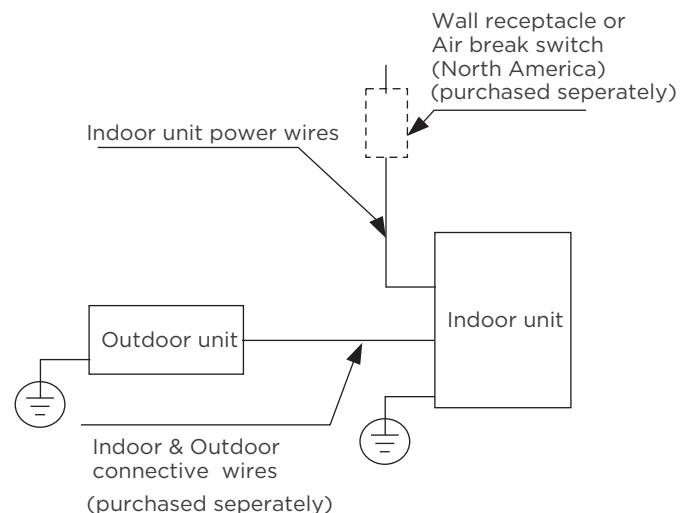 Wall receptacle or
Air break switch
(North America)
(purchased seperately)
Indoor unit power wires
Indoor unit
Outdoor unit
Indoor & Outdoor
connective wires
(purchased seperately)